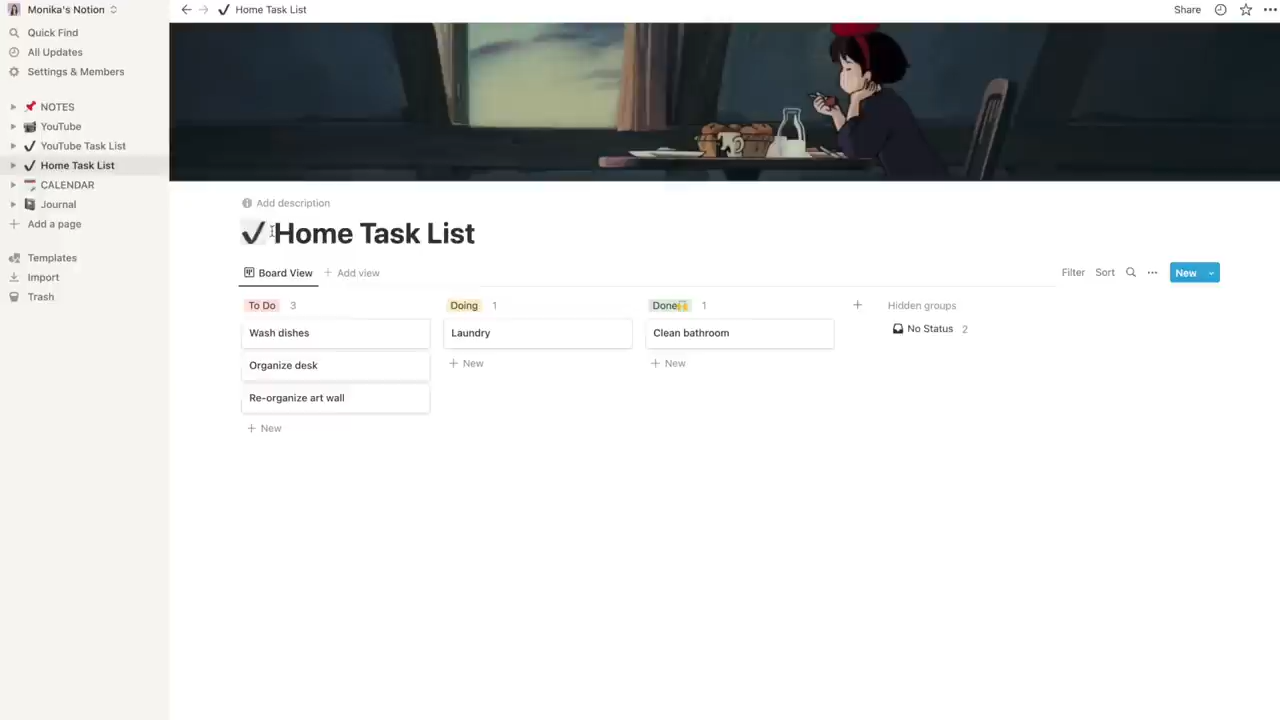 Monika's Notion
Home Task List
Share
Quick Find
All Updates
Settings & Members
NOTES
YouTube
YouTube Task List
Home Task List
CALENDAR
Journal
Add a page
Templates
Import
Trash
Add description
Home Task List
Board View
Add view
Filter
Sort
New
To Do 3
Doing 1
Done🙌 1
Hidden groups
Wash dishes
Laundry
Clean bathroom
No Status 2
Organize desk
New
New
Re-organize art wall
New